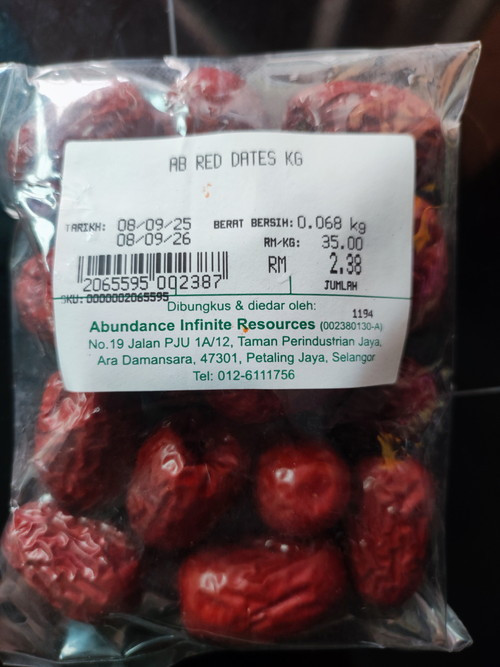 AB RED DATES KG
TARIKH: 08/09/25 BERAT BERSIH: 0.068 kg
08/09/26 RM/KG: 35.00
RM 2.38
2065595 002387 JUMLAH
SKU: 0000002065595
Dibungkus & diedar oleh: 1194
Abundance Infinite Resources (002380130-A)
No.19 Jalan PJU 1A/12, Taman Perindustrian Jaya,
Ara Damansara, 47301, Petaling Jaya, Selangor
Tel: 012-6111756